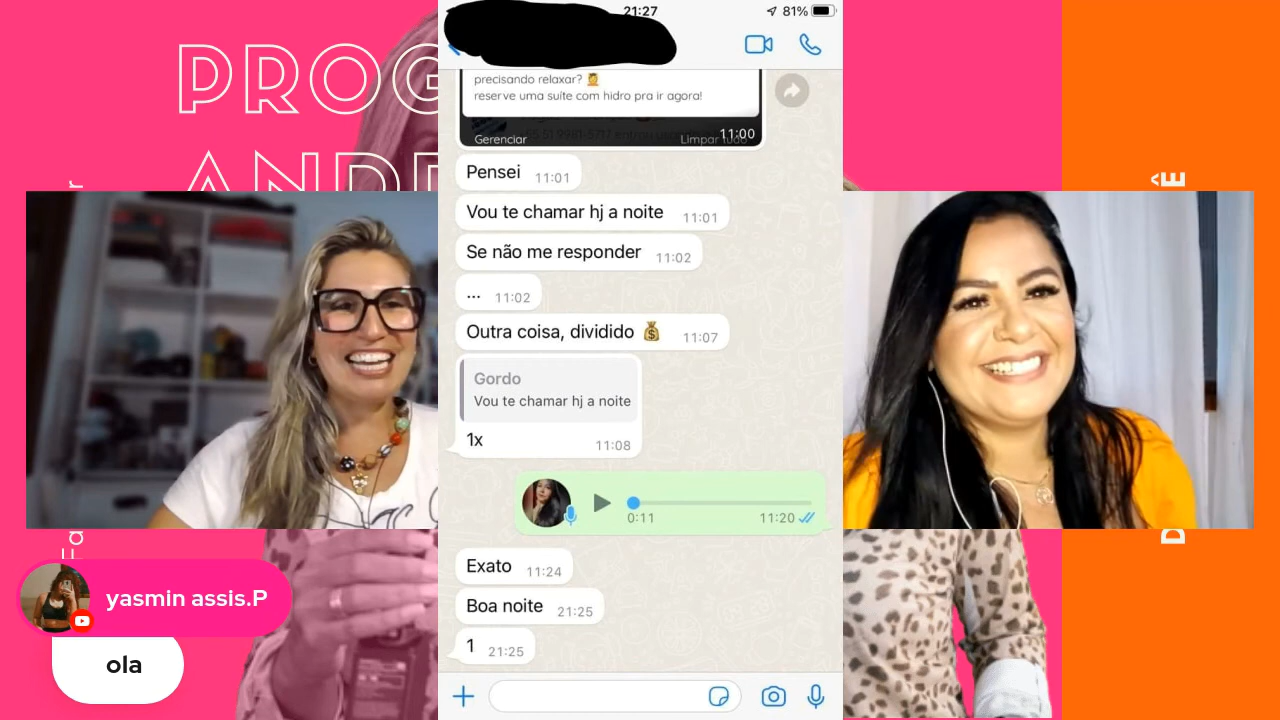 PROG
ANDR
r
Fa
Ê
D
21:27
81%
precisando relaxar? 💆
reserve uma suíte com hidro pra ir agora!
Gerenciar
11:00
Pensei 11:01
Vou te chamar hj a noite 11:01
Se não me responder 11:02
... 11:02
Outra coisa, dividido 💰 11:07
Gordo
Vou te chamar hj a noite
1x 11:08
0:11 11:20
Exato 11:24
Boa noite 21:25
1 21:25
yasmin assis.P
ola